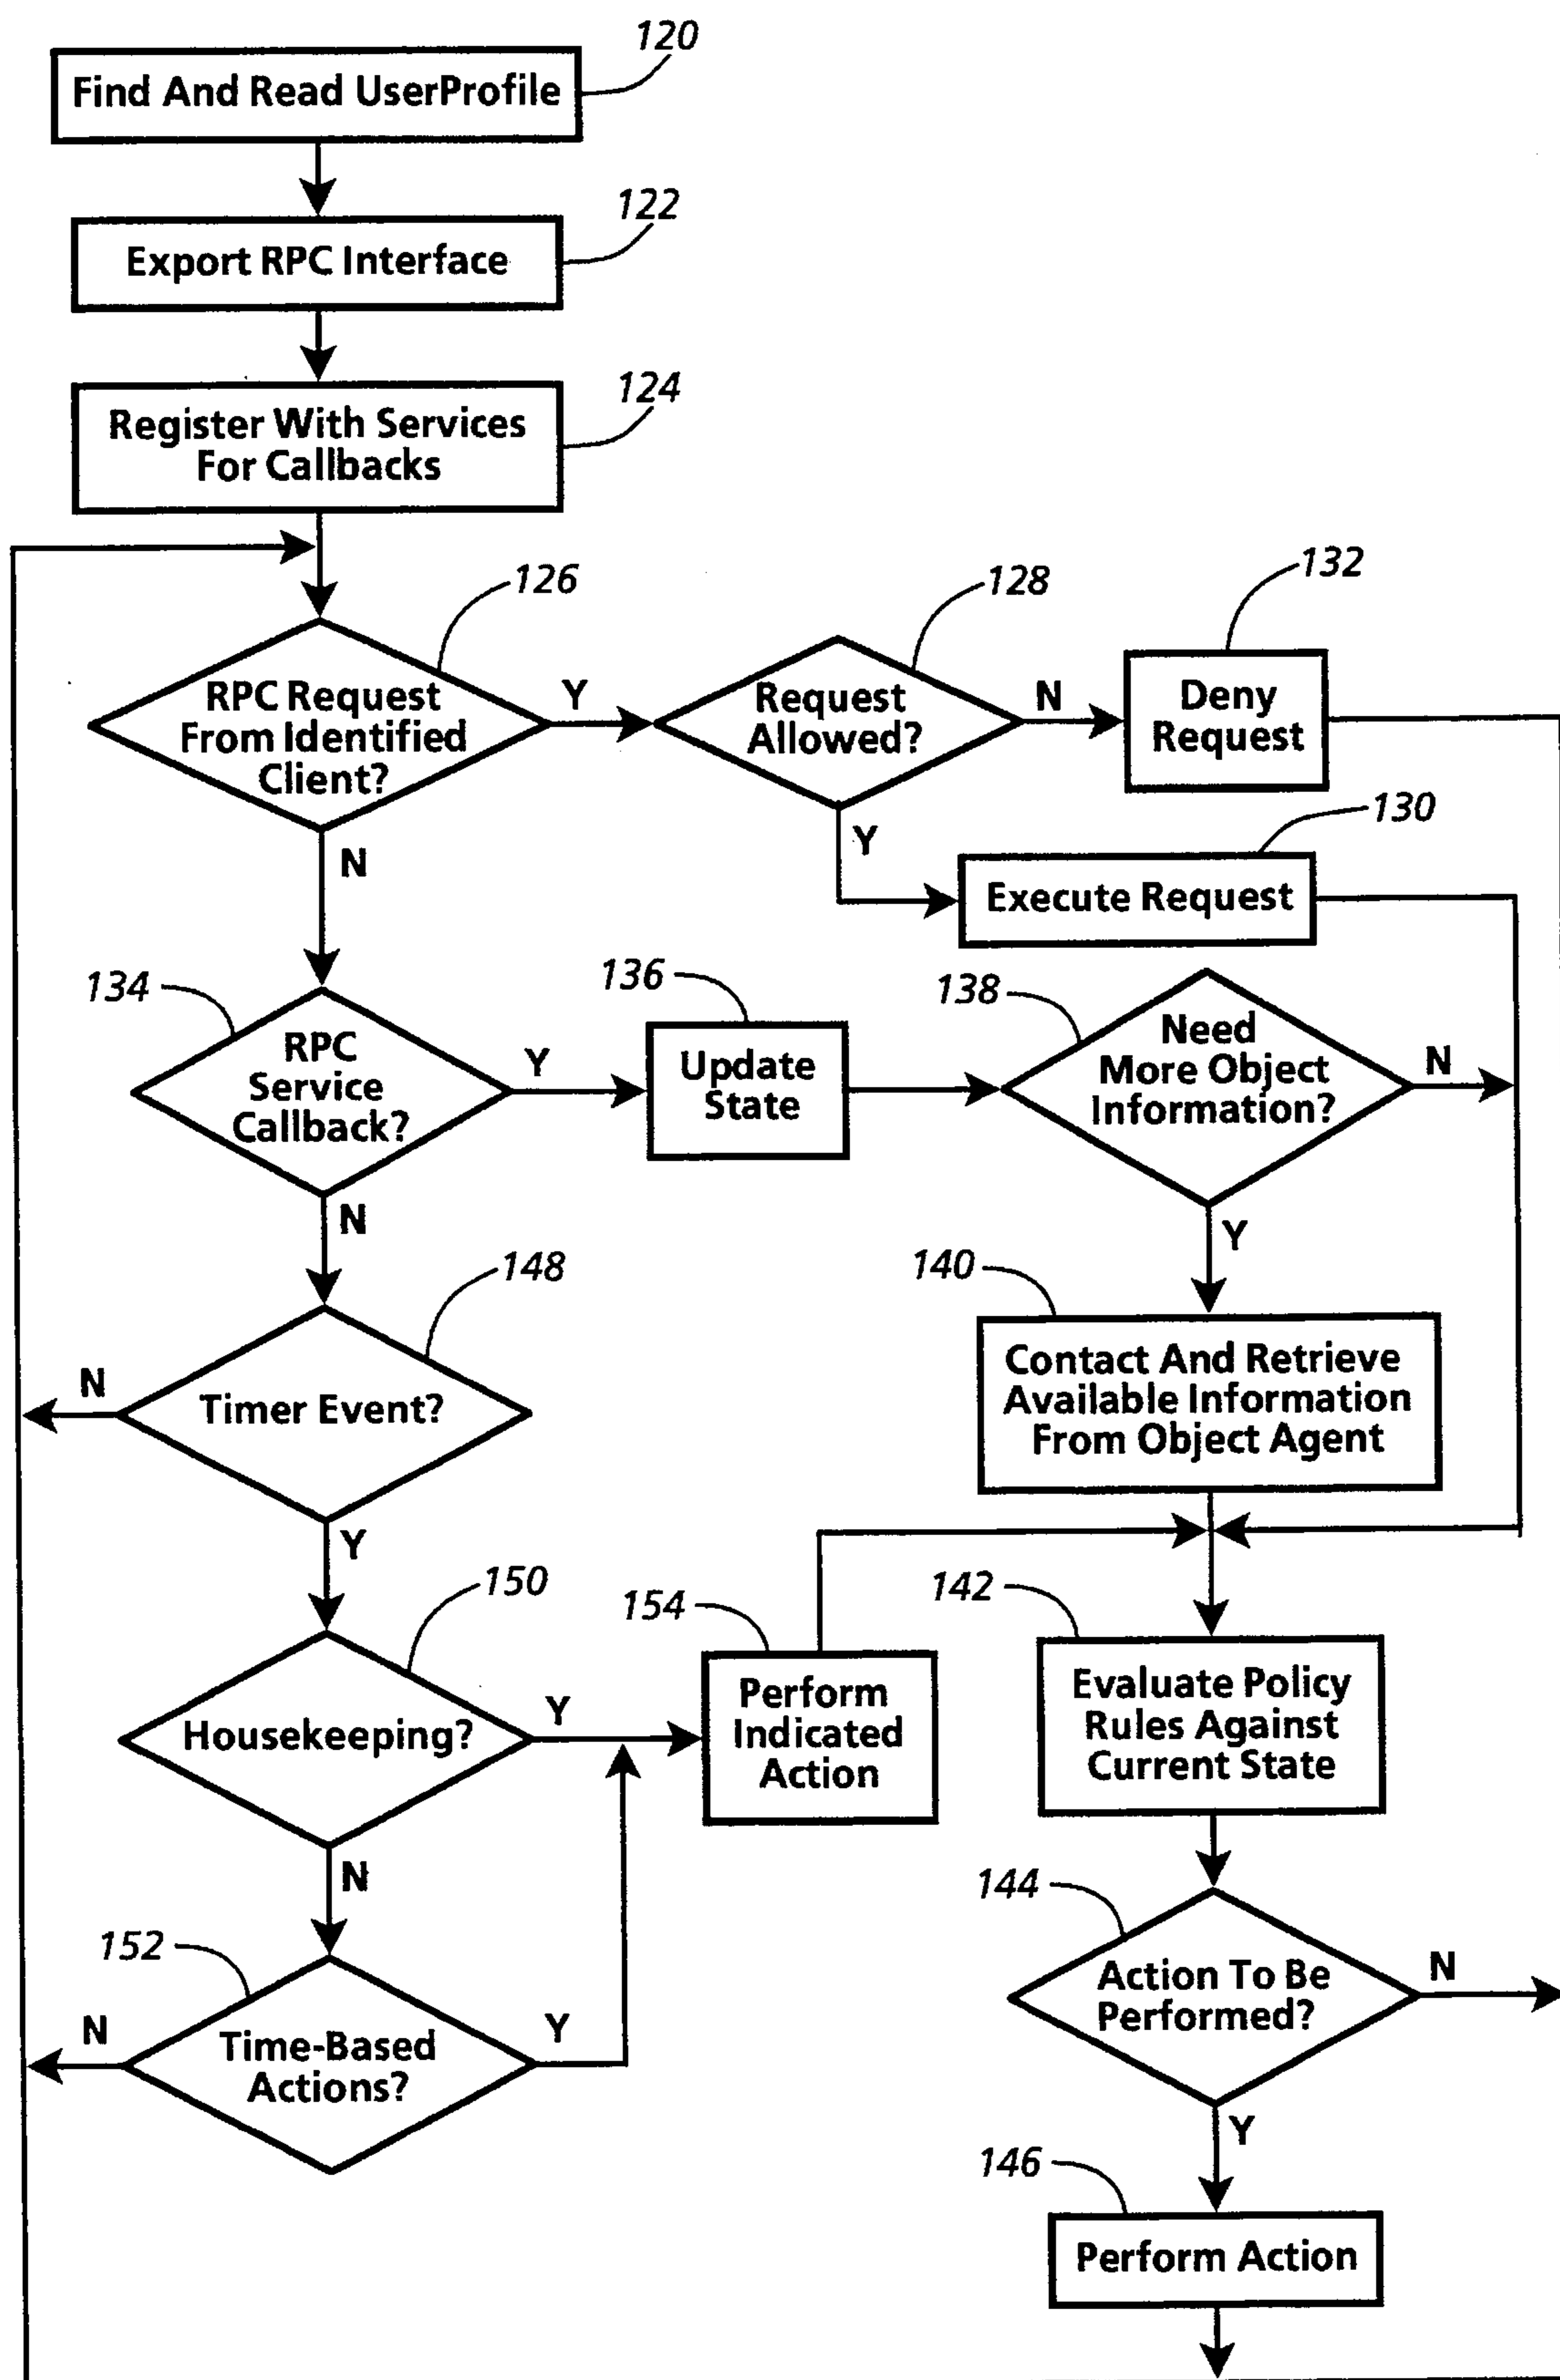 120
Find And Read UserProfile
122
Export RPC Interface
124
Register With Services
For Callbacks
126
RPC Request
From Identified
Client?
Y
N
128
Request
Allowed?
N
Y
132
Deny
Request
130
Execute Request
134
RPC
Service
Callback?
Y
N
136
Update
State
138
Need
More Object
Information?
N
Y
140
Contact And Retrieve
Available Information
From Object Agent
148
Timer Event?
N
Y
150
Housekeeping?
Y
N
154
Perform
Indicated
Action
142
Evaluate Policy
Rules Against
Current State
152
Time-Based
Actions?
N
Y
144
Action To Be
Performed?
N
Y
146
Perform Action